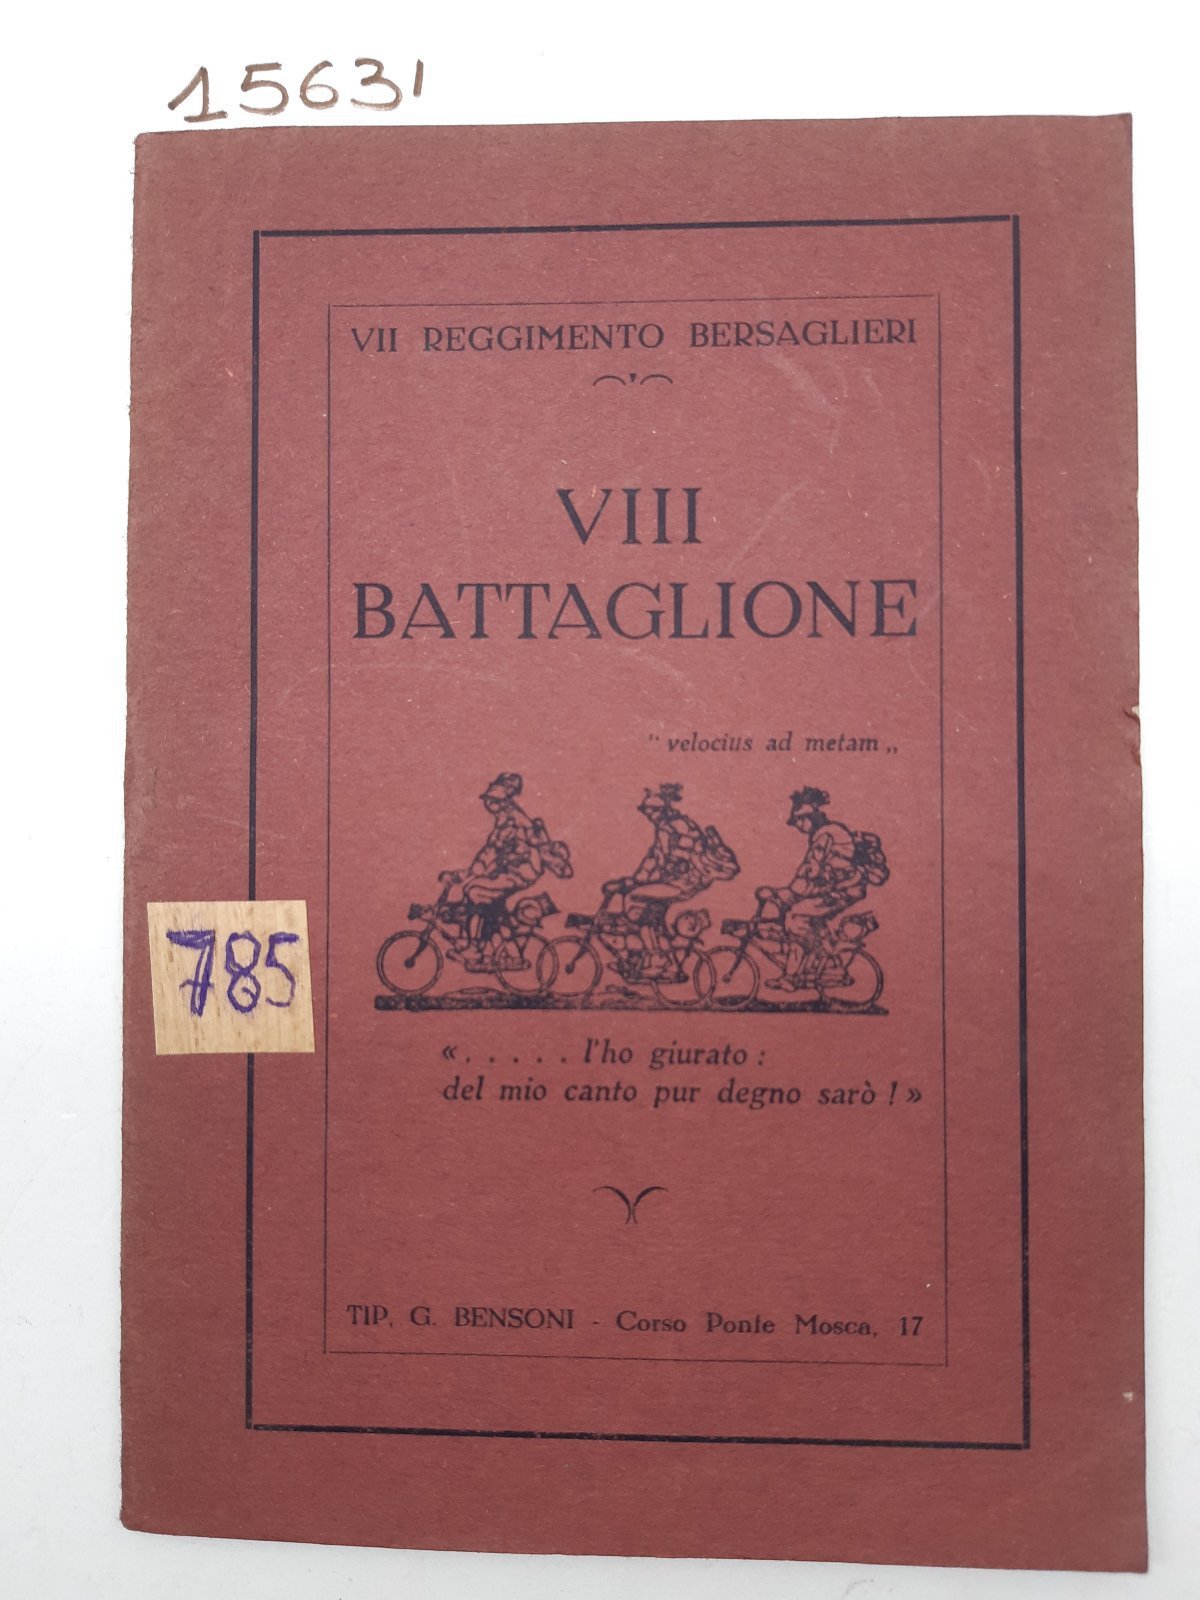 15631
VII REGGIMENTO BERSAGLIERI
VIII
BATTAGLIONE
“ velocius ad metam „
785
«. . . . . l'ho giurato :
del mio canto pur degno sarò ! »
TIP. G. BENSONI - Corso Ponte Mosca, 17